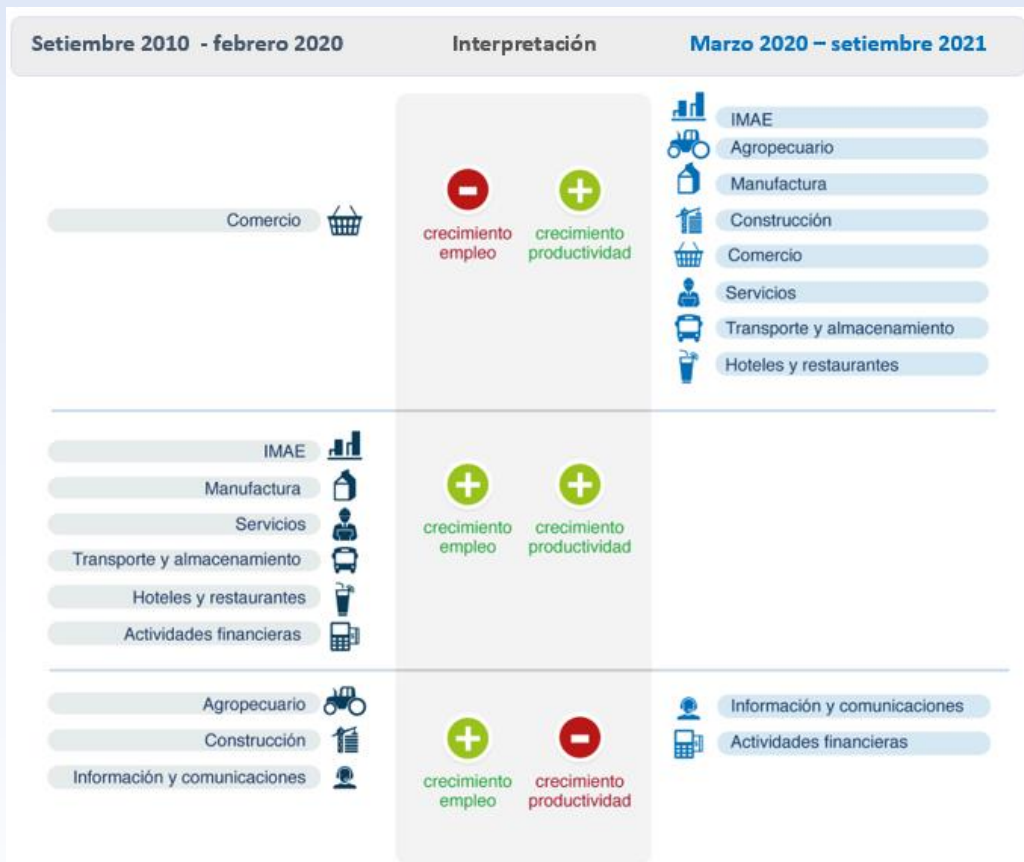 Setiembre 2010 - febrero 2020
Interpretación
Marzo 2020 – setiembre 2021
Comercio
crecimiento
empleo
crecimiento
productividad
IMAE
Agropecuario
Manufactura
Construcción
Comercio
Servicios
Transporte y almacenamiento
Hoteles y restaurantes
IMAE
Manufactura
Servicios
Transporte y almacenamiento
Hoteles y restaurantes
Actividades financieras
crecimiento
empleo
crecimiento
productividad
Agropecuario
Construcción
Información y comunicaciones
crecimiento
empleo
crecimiento
productividad
Información y comunicaciones
Actividades financieras